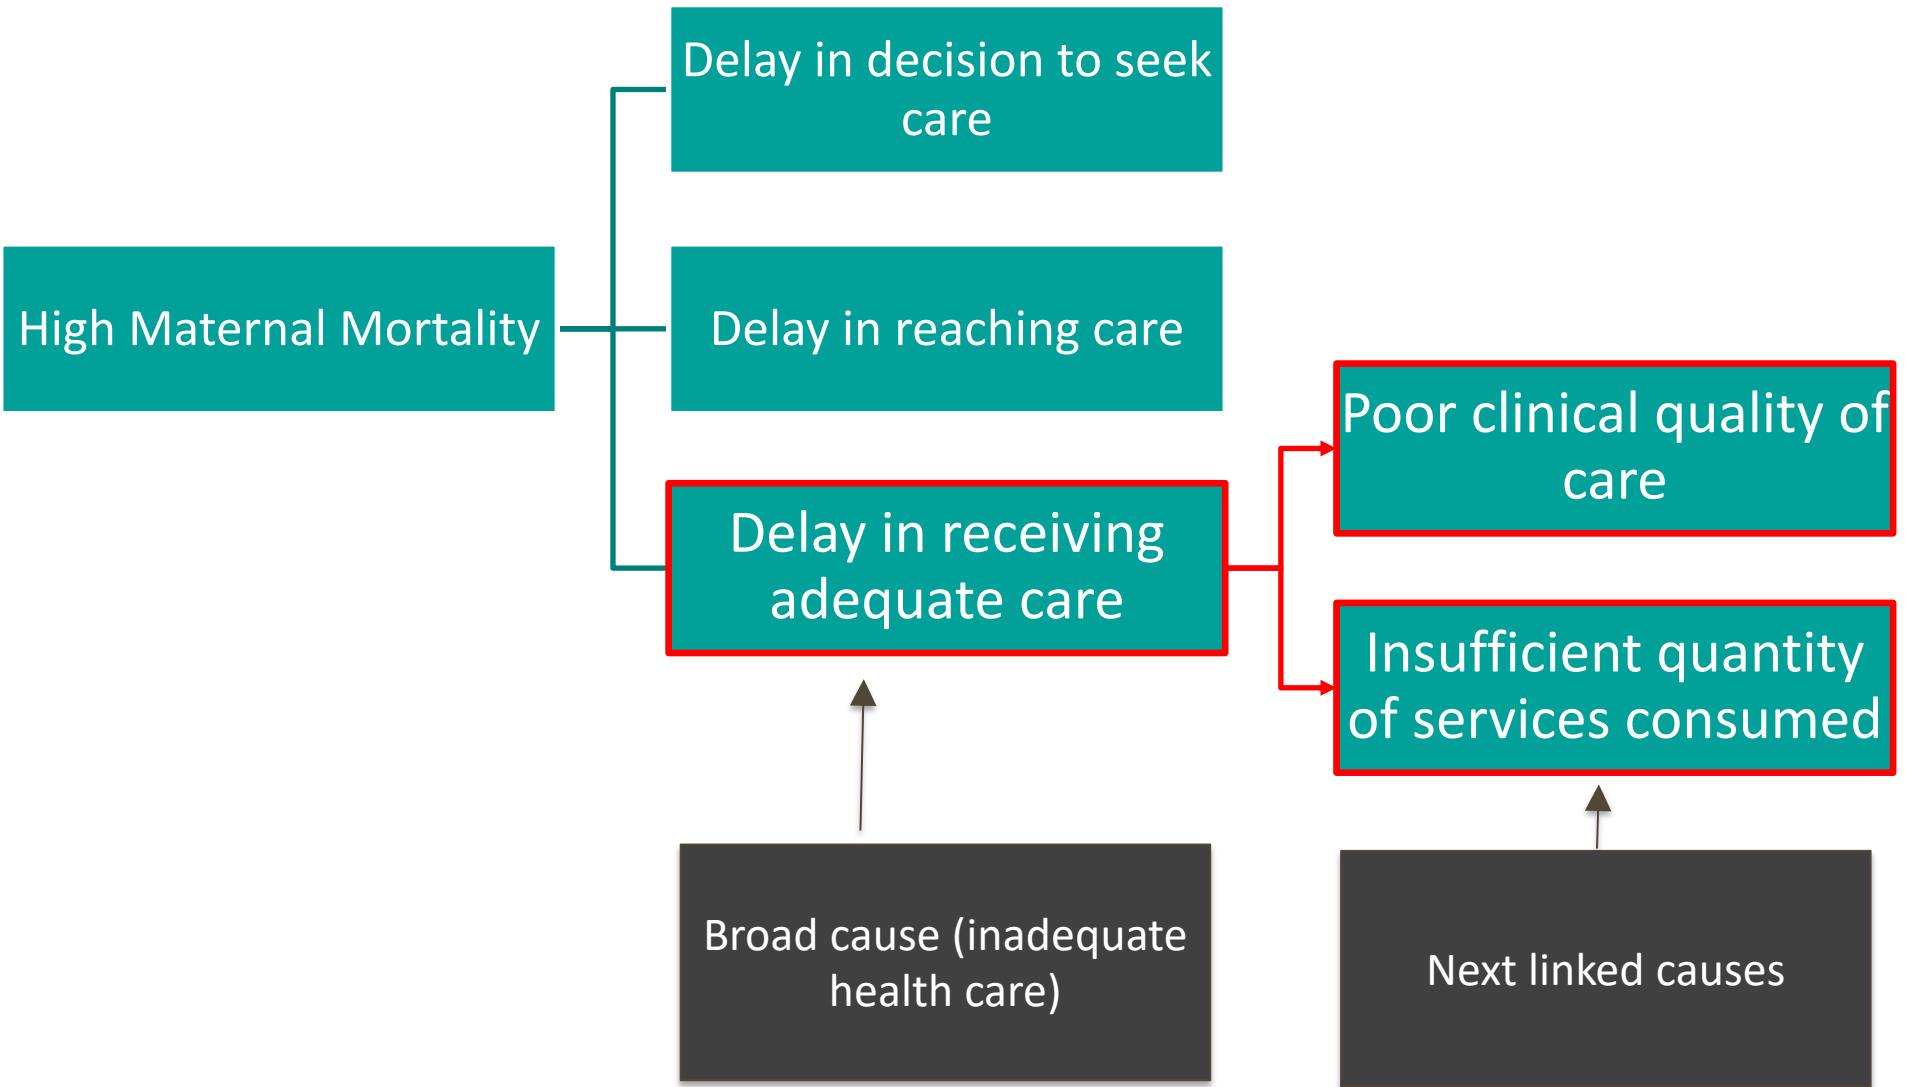 Delay in decision to seek
care
High Maternal Mortality
Delay in reaching care
Poor clinical quality of
care
Delay in receiving
adequate care
Insufficient quantity
of services consumed
Broad cause (inadequate
health care)
Next linked causes